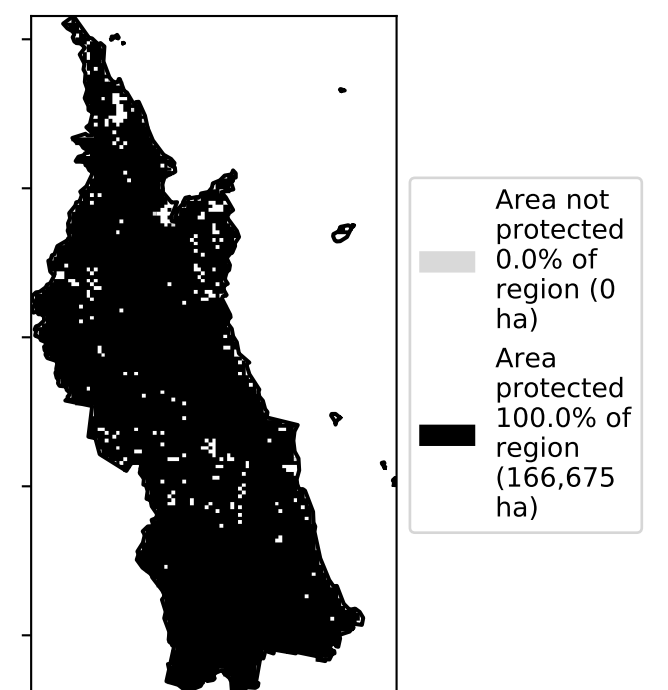 Area not
protected
0.0% of
region (0
ha)
Area
protected
100.0% of
region
(166,675
ha)